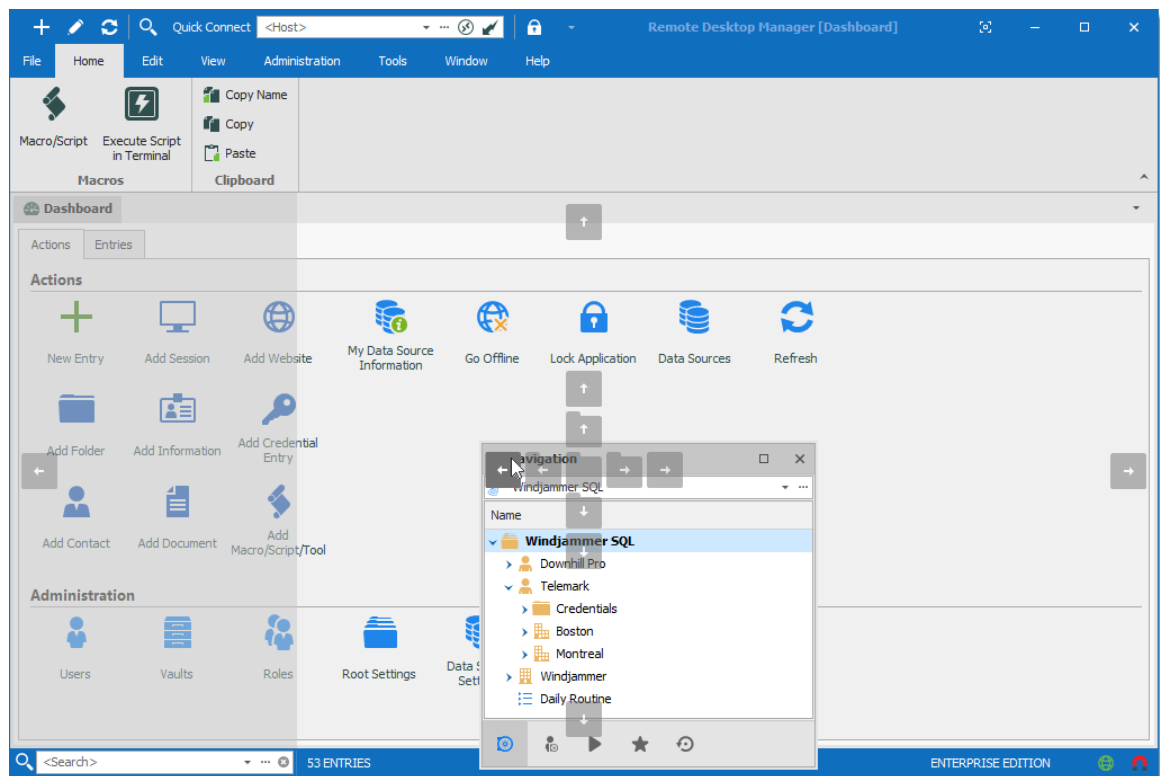 Quick Connect <Host> Remote Desktop Manager [Dashboard]
File Home Edit View Administration Tools Window Help
Copy Name
Copy
Paste
Macro/Script Execute Script
in Terminal
Macros Clipboard
Dashboard
Actions Entries
Actions
New Entry Add Session Add Website My Data Source
Information Go Offline Lock Application Data Sources Refresh
Add Folder Add Information Add Credential
Entry
Navigation
Windjammer SQL
Name
Windjammer SQL
Downhill Pro
Telemark
Credentials
Boston
Montreal
Windjammer
Daily Routine
Add Contact Add Document Add
Macro/Script/Tool
Administration
Users Vaults Roles Root Settings
<Search> 53 ENTRIES ENTERPRISE EDITION